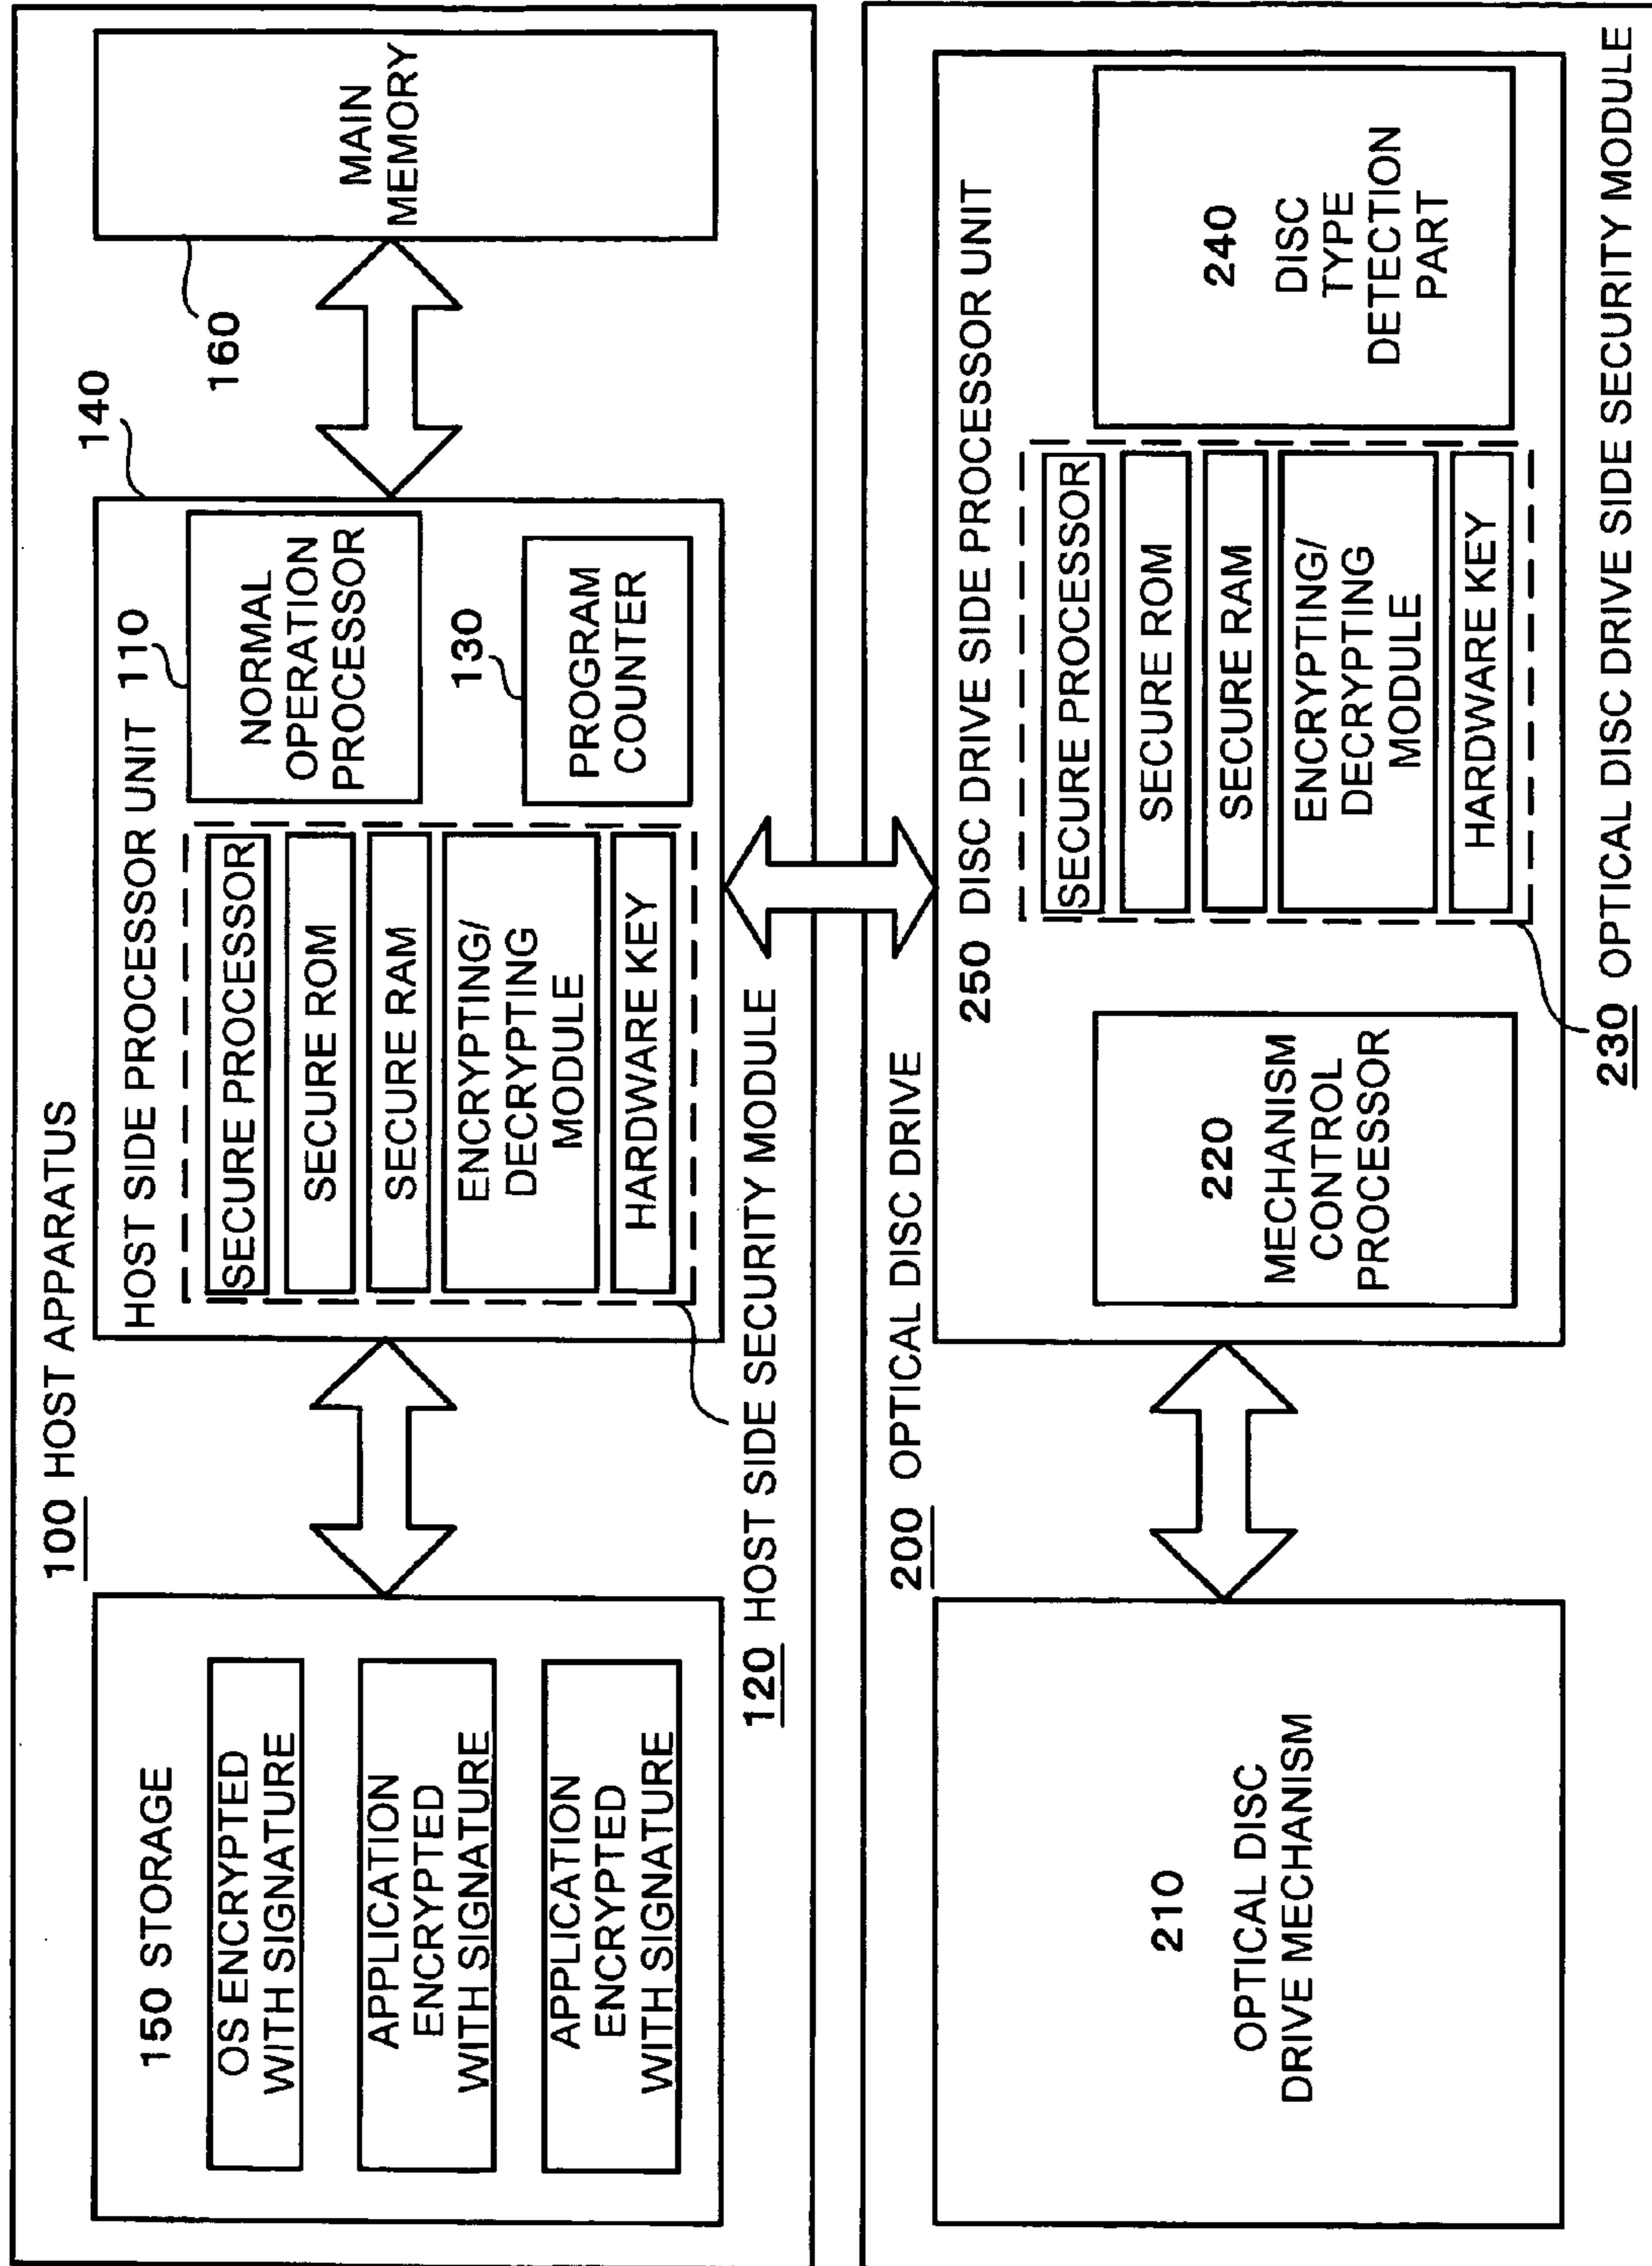 100 HOST APPARATUS
150 STORAGE
OS ENCRYPTED
WITH SIGNATURE
APPLICATION
ENCRYPTED
WITH SIGNATURE
APPLICATION
ENCRYPTED
WITH SIGNATURE
HOST SIDE PROCESSOR UNIT
140
SECURE PROCESSOR
SECURE ROM
SECURE RAM
ENCRYPTING/
DECRYPTING
MODULE
HARDWARE KEY
110
NORMAL
OPERATION
PROCESSOR
130
PROGRAM
COUNTER
160
MAIN
MEMORY
120 HOST SIDE SECURITY MODULE
200 OPTICAL DISC DRIVE
210
OPTICAL DISC
DRIVE MECHANISM
250 DISC DRIVE SIDE PROCESSOR UNIT
220
MECHANISM
CONTROL
PROCESSOR
SECURE PROCESSOR
SECURE ROM
SECURE RAM
ENCRYPTING/
DECRYPTING
MODULE
HARDWARE KEY
240
DISC
TYPE
DETECTION
PART
230 OPTICAL DISC DRIVE SIDE SECURITY MODULE